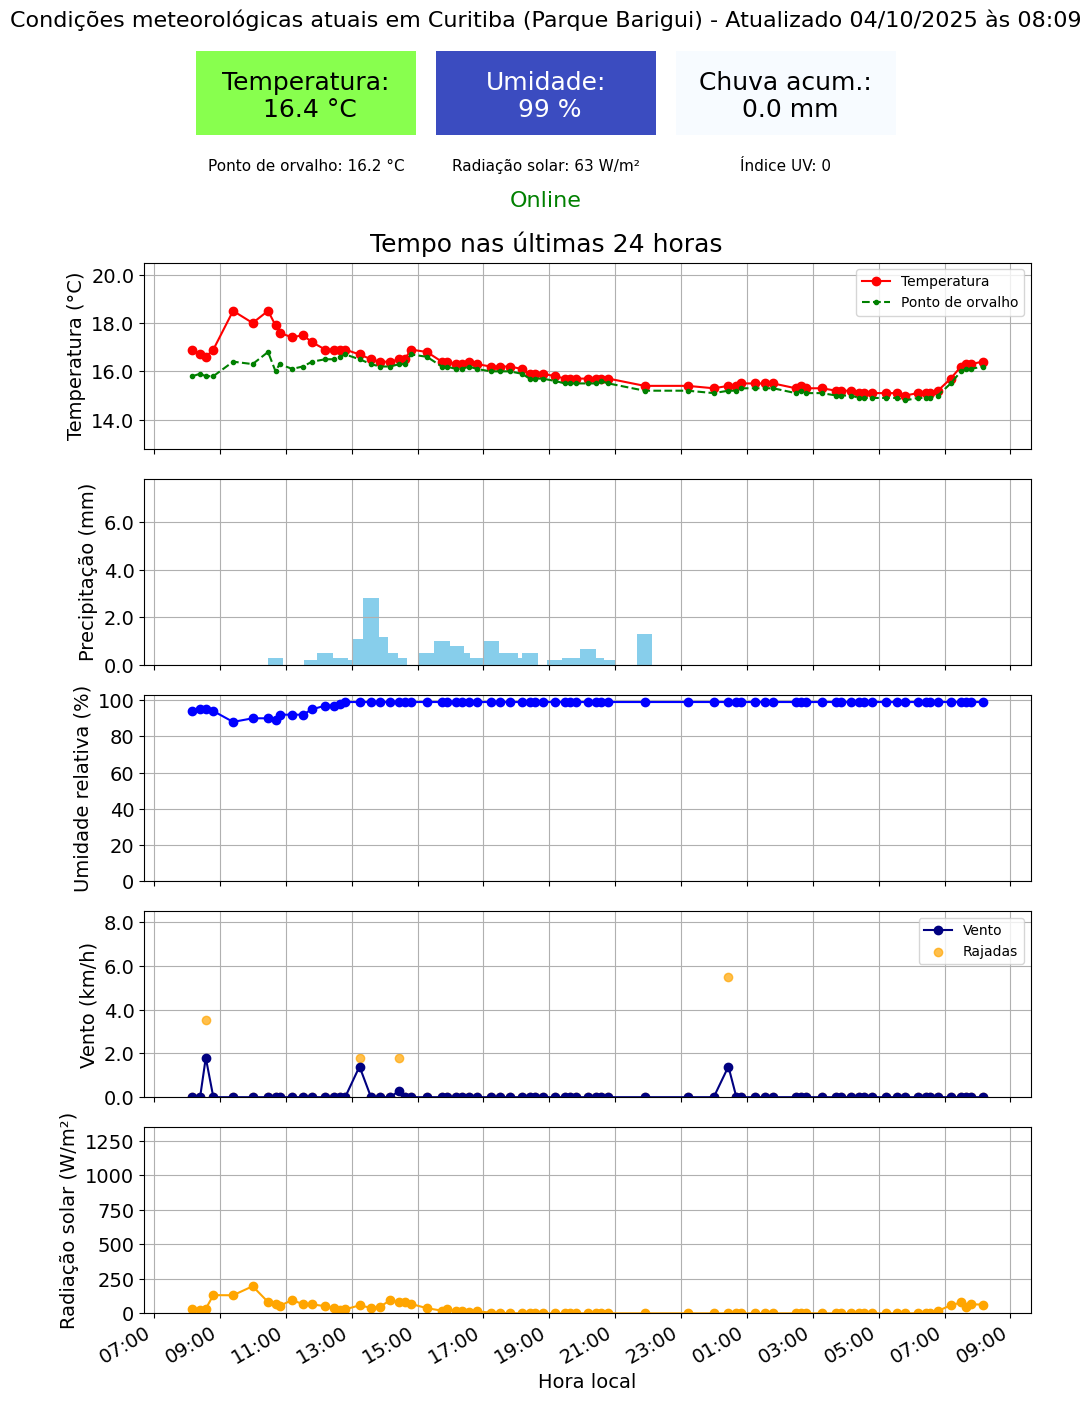 Condições meteorológicas atuais em Curitiba (Parque Barigui) - Atualizado 04/10/2025 às 08:09
Temperatura:
16.4 °C
Umidade:
99 %
Chuva acum.:
0.0 mm
Ponto de orvalho: 16.2 °C
Radiação solar: 63 W/m²
Índice UV: 0
Online
Tempo nas últimas 24 horas
Temperatura (°C)
20.0
18.0
16.0
14.0
Temperatura
Ponto de orvalho
Precipitação (mm)
6.0
4.0
2.0
0.0
Umidade relativa (%)
100
80
60
40
20
0
Vento (km/h)
8.0
6.0
4.0
2.0
0.0
Vento
Rajadas
Radiação solar (W/m²)
1250
1000
750
500
250
0
07:00
09:00
11:00
13:00
15:00
17:00
19:00
21:00
23:00
01:00
03:00
05:00
07:00
09:00
Hora local